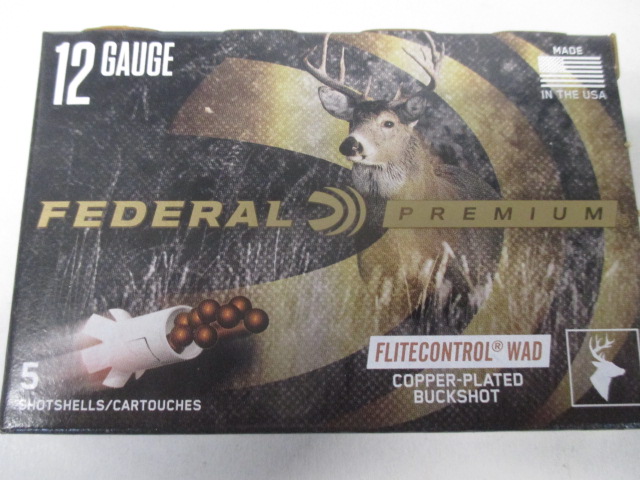 12 GAUGE
MADE
IN THE USA
FEDERAL PREMIUM
FLITECONTROL® WAD
COPPER-PLATED
BUCKSHOT
5
SHOTSHELLS/CARTOUCHES